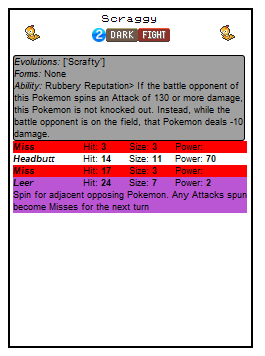 Scraggy
2 DARK FIGHT
Evolutions: ['Scrafty']
Forms: None
Ability: Rubbery Reputation> If the battle opponent of
this Pokemon spins an Attack of 130 or more damage,
this Pokemon is not knocked out. Instead, while the
battle opponent is on the field, that Pokemon deals -10
damage.
Miss Hit: 3 Size: 3 Power:
Headbutt Hit: 14 Size: 11 Power: 70
Miss Hit: 17 Size: 3 Power:
Leer Hit: 24 Size: 7 Power: 2
Spin for adjacent opposing Pokemon. Any Attacks spun
become Misses for the next turn